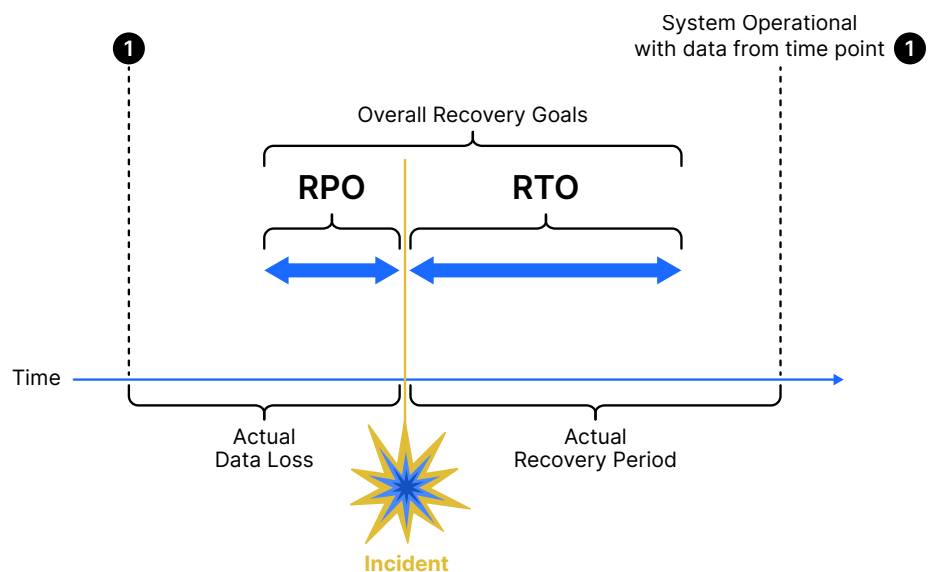 1
System Operational
with data from time point 1
Overall Recovery Goals
RPO
RTO
Time
Actual
Data Loss
Actual
Recovery Period
Incident